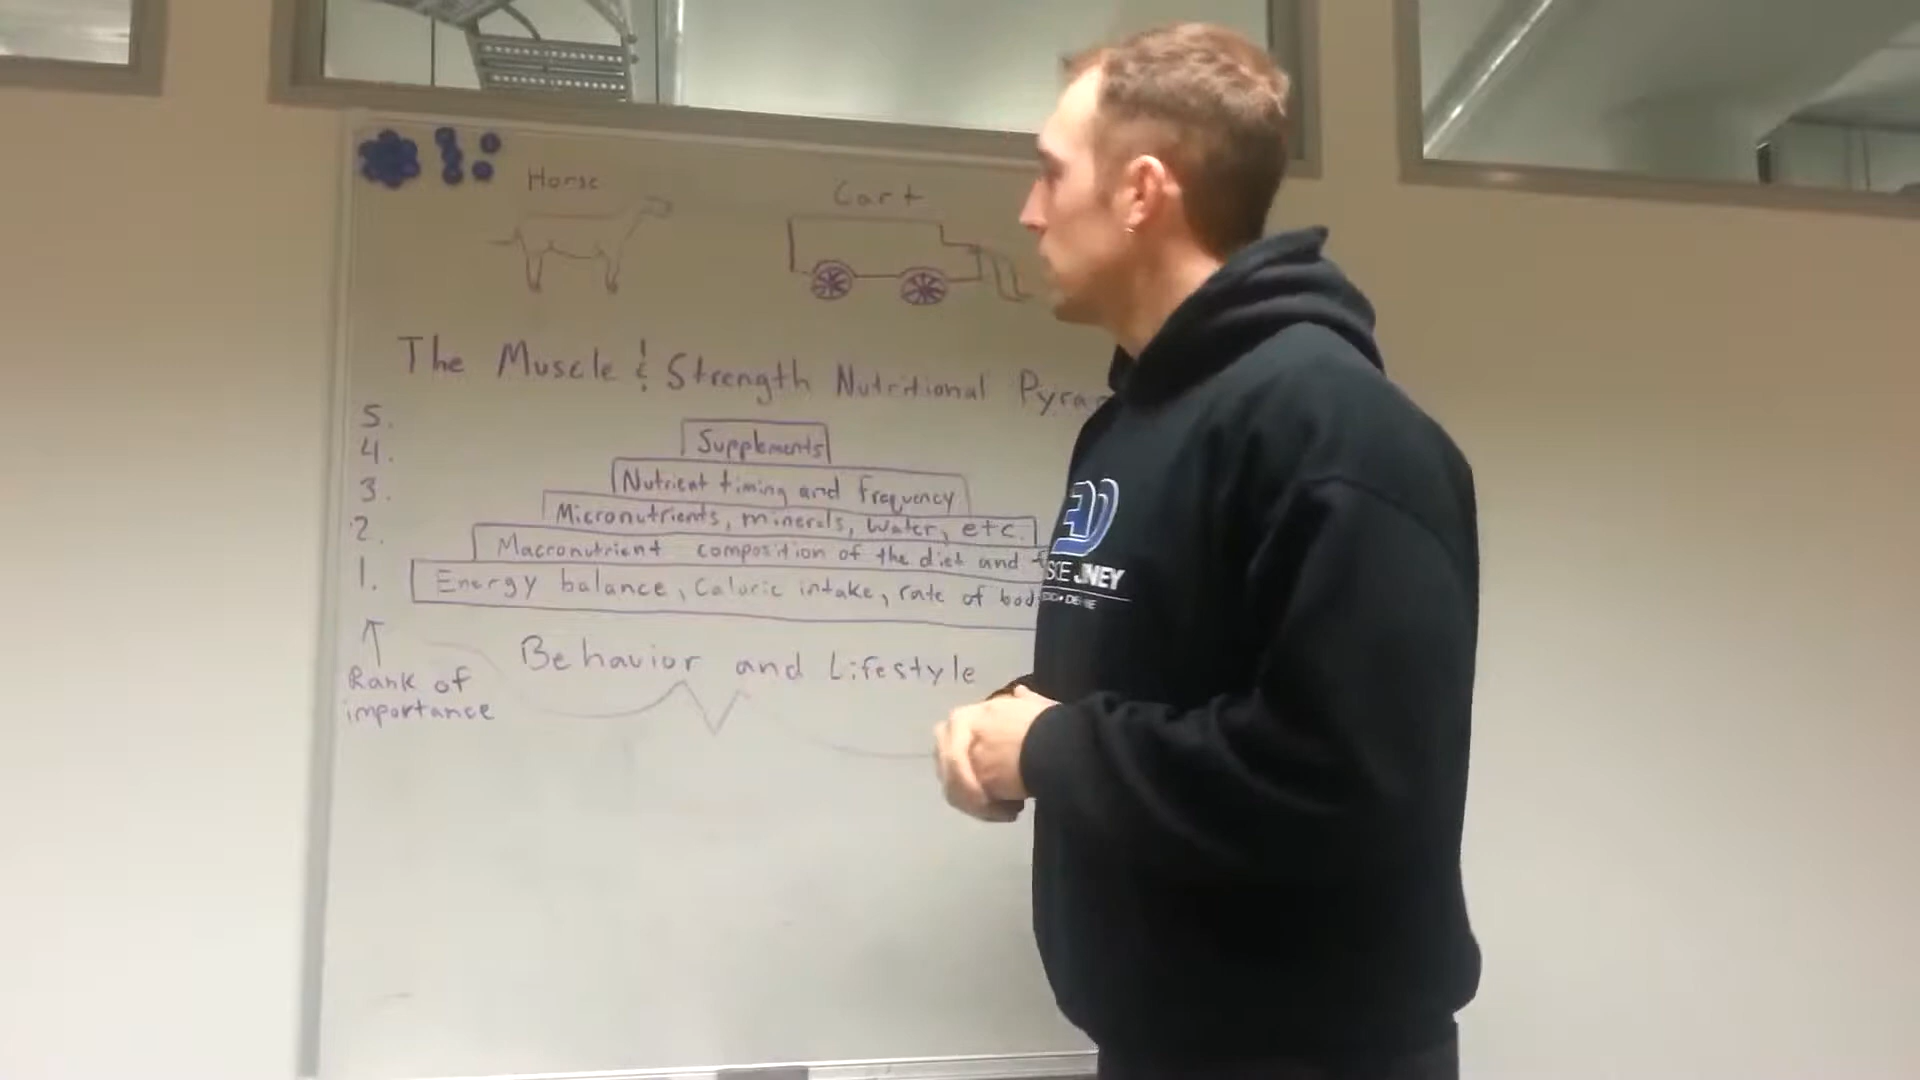 Horse
Cart
The Muscle & Strength Nutritional Pyram
5.
Supplements
4.
Nutrient timing and frequency
3.
Micronutrients, minerals, water, etc.
2.
Macronutrient composition of the diet and f
1.
Energy balance, Caloric intake, rate of bod
Behavior and Lifestyle
Rank of
importance